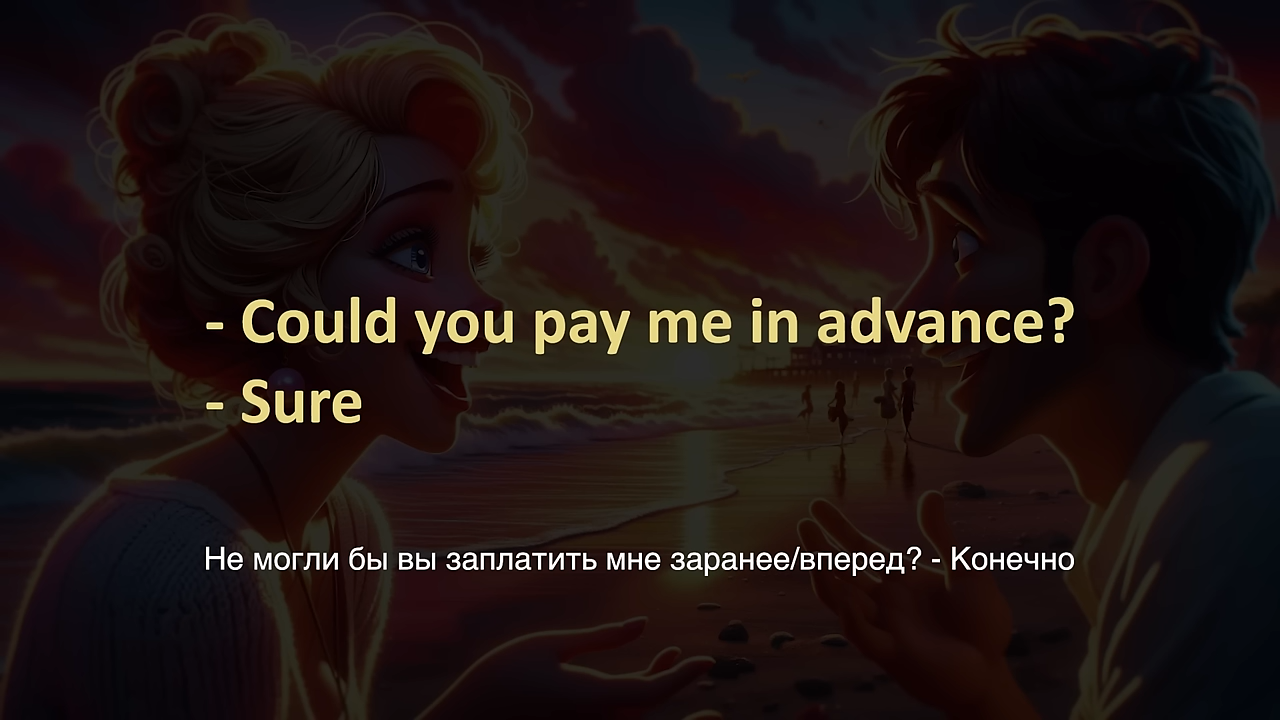 - Could you pay me in advance?
- Sure
Не могли бы вы заплатить мне заранее/вперед? - Конечно